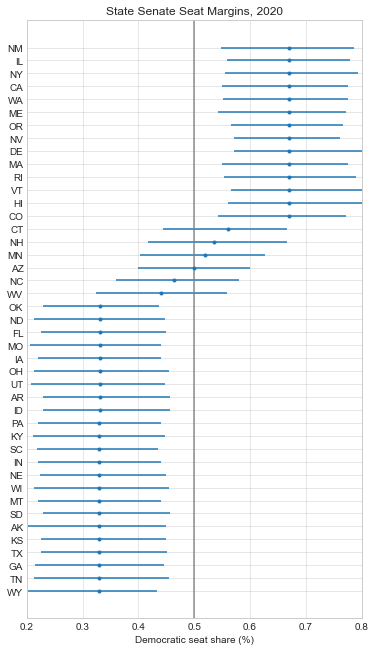 State Senate Seat Margins, 2020
NM
IL
NY
CA
WA
ME
OR
NV
DE
MA
RI
VT
HI
CO
CT
NH
MN
AZ
NC
WV
OK
ND
FL
MO
IA
OH
UT
AR
ID
PA
KY
SC
IN
NE
WI
MT
SD
AK
KS
TX
GA
TN
WY
0.2 0.3 0.4 0.5 0.6 0.7 0.8
Democratic seat share (%)